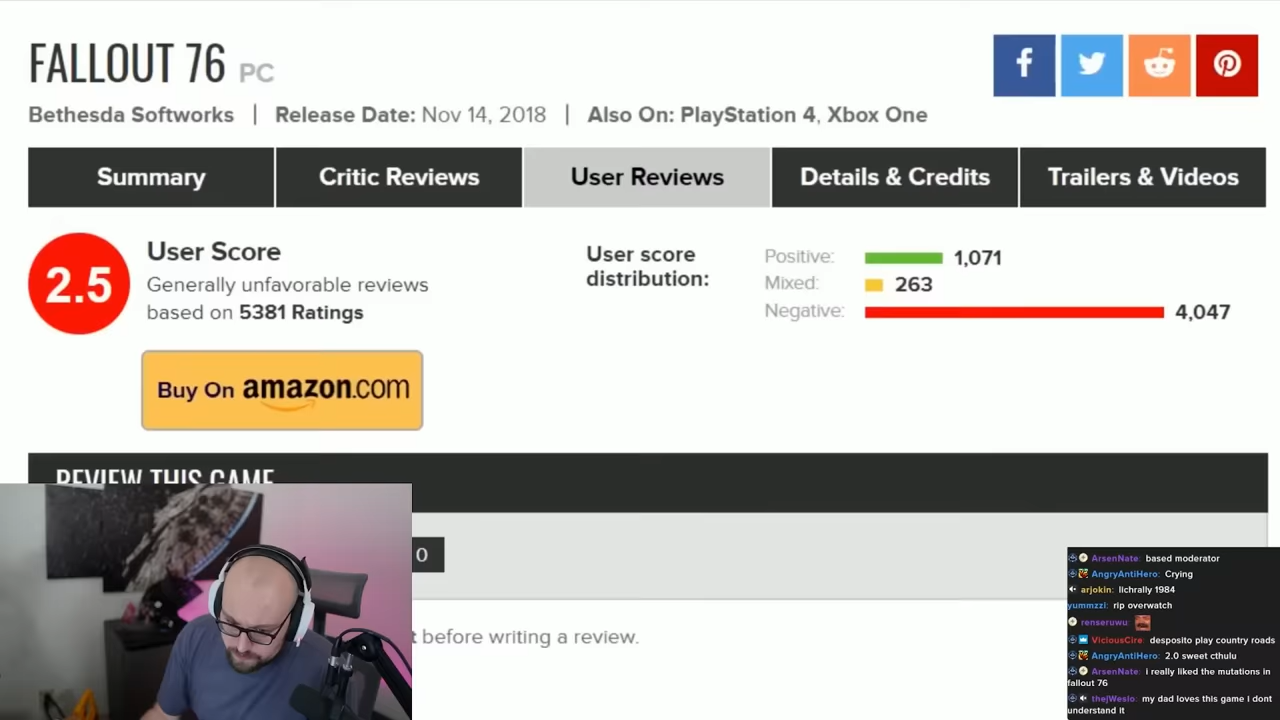 FALLOUT 76 PC
Bethesda Softworks | Release Date: Nov 14, 2018 | Also On: PlayStation 4, Xbox One
Summary
Critic Reviews
User Reviews
Details & Credits
Trailers & Videos
2.5
User Score
Generally unfavorable reviews
based on 5381 Ratings
User score
distribution:
Positive: 1,071
Mixed: 263
Negative: 4,047
Buy On amazon.com
REVIEW THIS GAME
0
before writing a review.
ArsenNate: based moderator
AngryAntiHero: Crying
arjokin: lichrally 1984
yummzzi: rip overwatch
renseruwu:
ViciousCire: desposito play country roads
AngryAntiHero: 2.0 sweet cthulu
ArsenNate: i really liked the mutations in
fallout 76
thejWeslo: my dad loves this game i dont
understand it